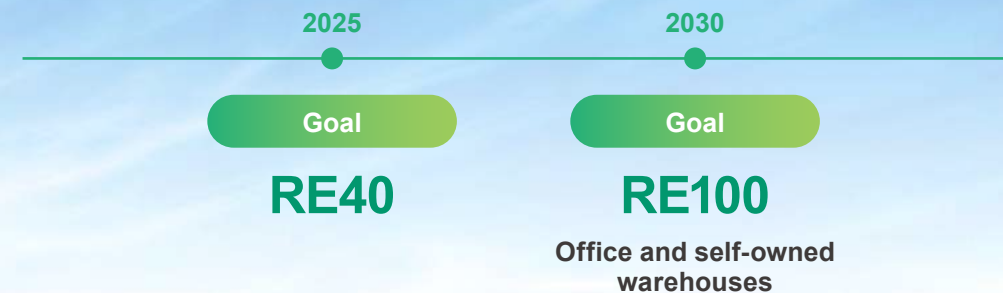 2025
2030
Goal
Goal
RE40
RE100
Office and self-owned
warehouses